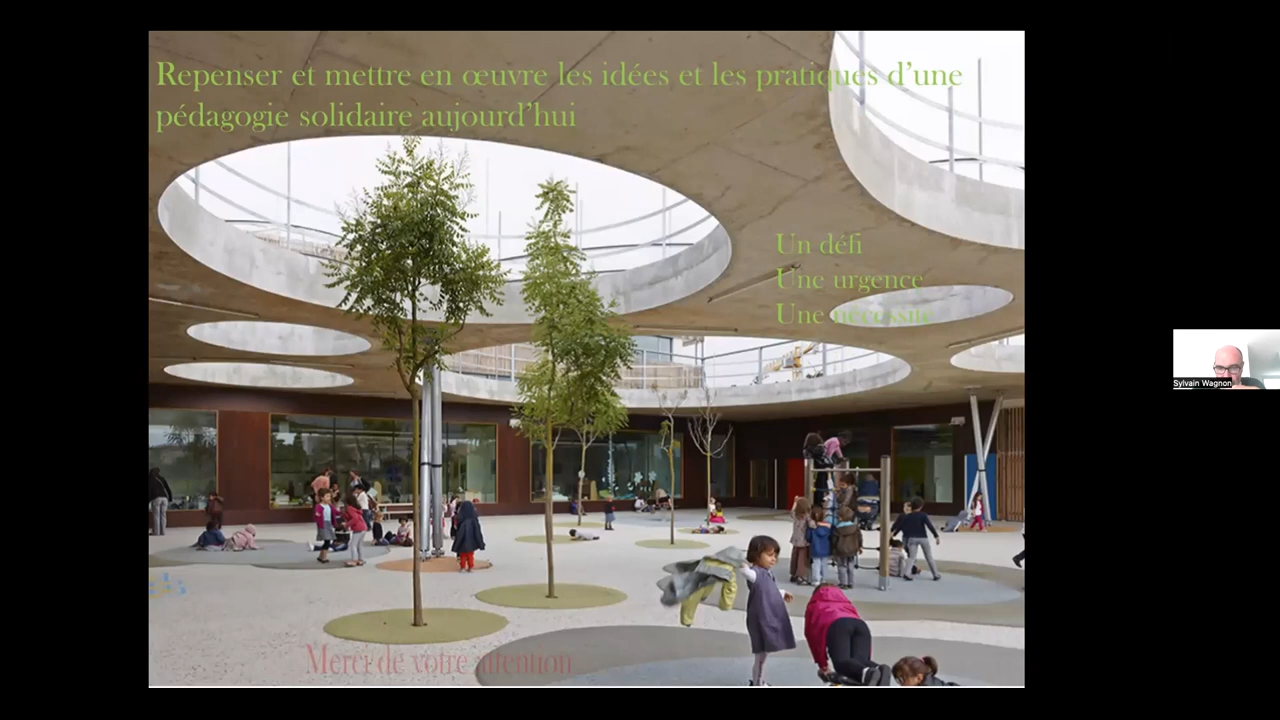 Repenser et mettre en œuvre les idées et les pratiques d’une
pédagogie solidaire aujourd’hui
Un défi
Une urgence
Une nécessité
Sylvain Wagnon
Merci de votre attention